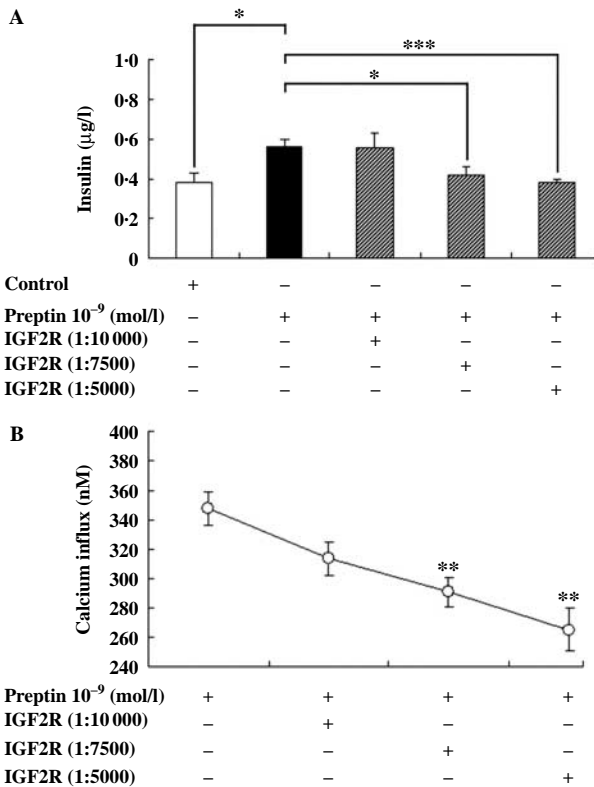 A
*
***
*
1·0
0·8
0·6
0·4
0·2
0
Insulin (µg/l)
Control + – – – –
Preptin 10⁻⁹ (mol/l) – + + + +
IGF2R (1:10 000) – – + – –
IGF2R (1:7500) – – – + –
IGF2R (1:5000) – – – – +
B
400
380
360
340
320
300
280
260
240
Calcium influx (nM)
**
**
Preptin 10⁻⁹ (mol/l) + + + +
IGF2R (1:10 000) – + – –
IGF2R (1:7500) – – + –
IGF2R (1:5000) – – – +